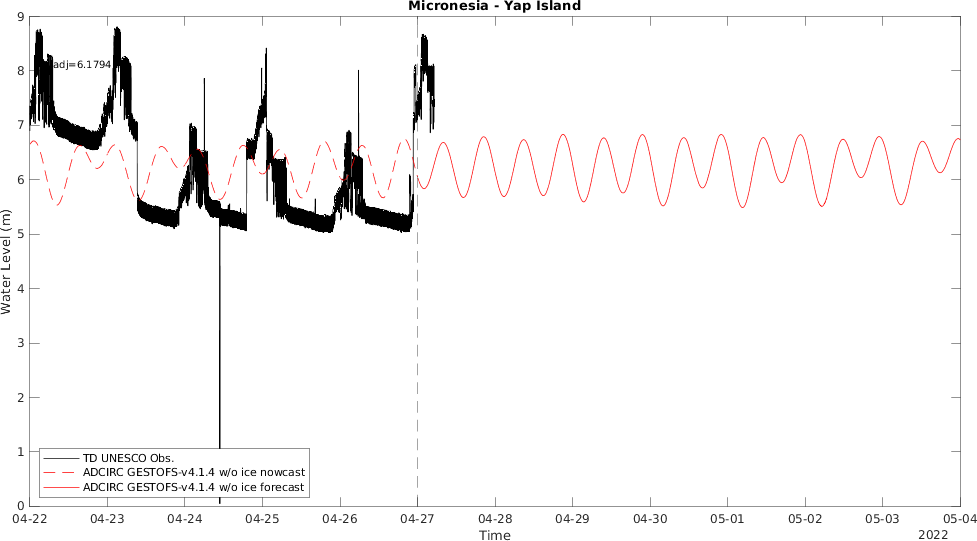 Micronesia - Yap Island
9
8
7
6
5
4
3
2
1
0
adj=6.1794
Water Level (m)
TD UNESCO Obs.
ADCIRC GESTOFS-v4.1.4 w/o ice nowcast
ADCIRC GESTOFS-v4.1.4 w/o ice forecast
04-22 04-23 04-24 04-25 04-26 04-27 04-28 04-29 04-30 05-01 05-02 05-03 05-04
Time
2022